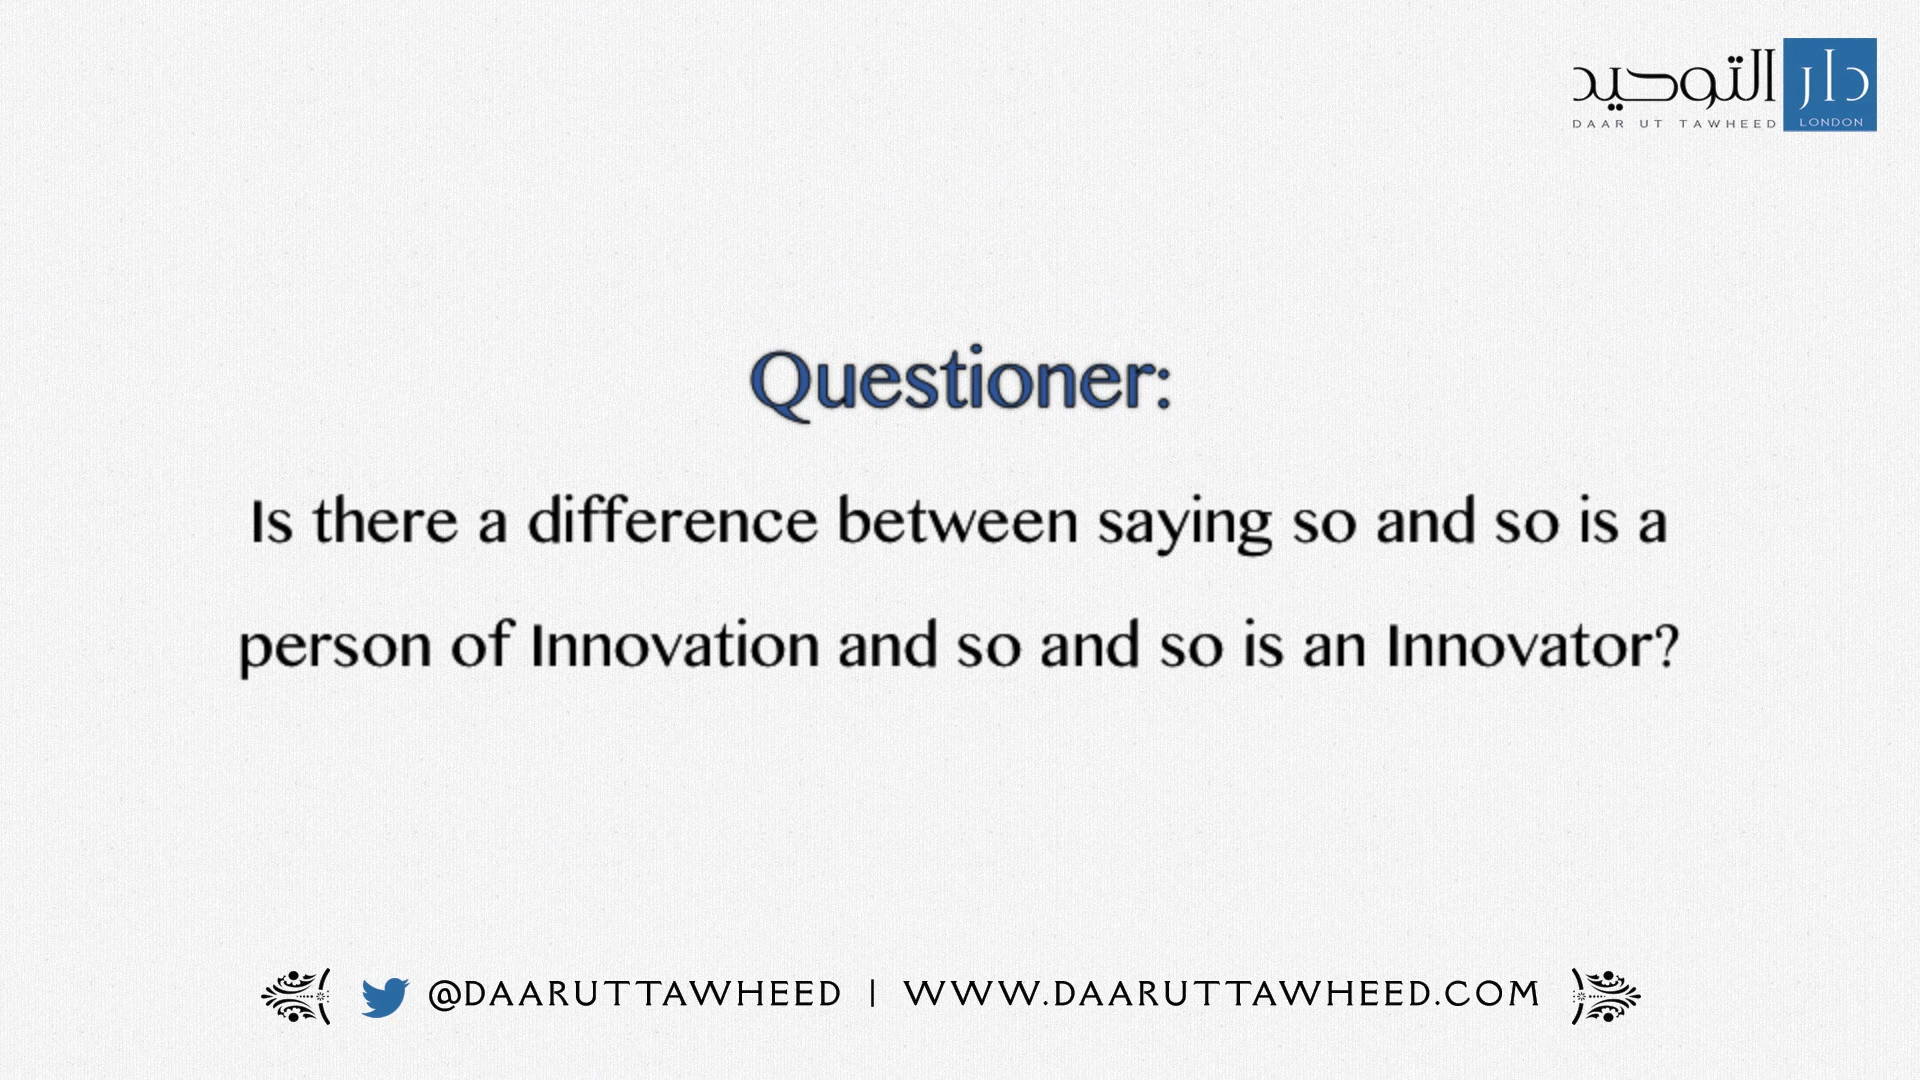 التوحيد دار
DAAR UT TAWHEED LONDON
Questioner:
Is there a difference between saying so and so is a
person of Innovation and so and so is an Innovator?
@DAARUTTAWHEED | WWW.DAARUTTAWHEED.COM